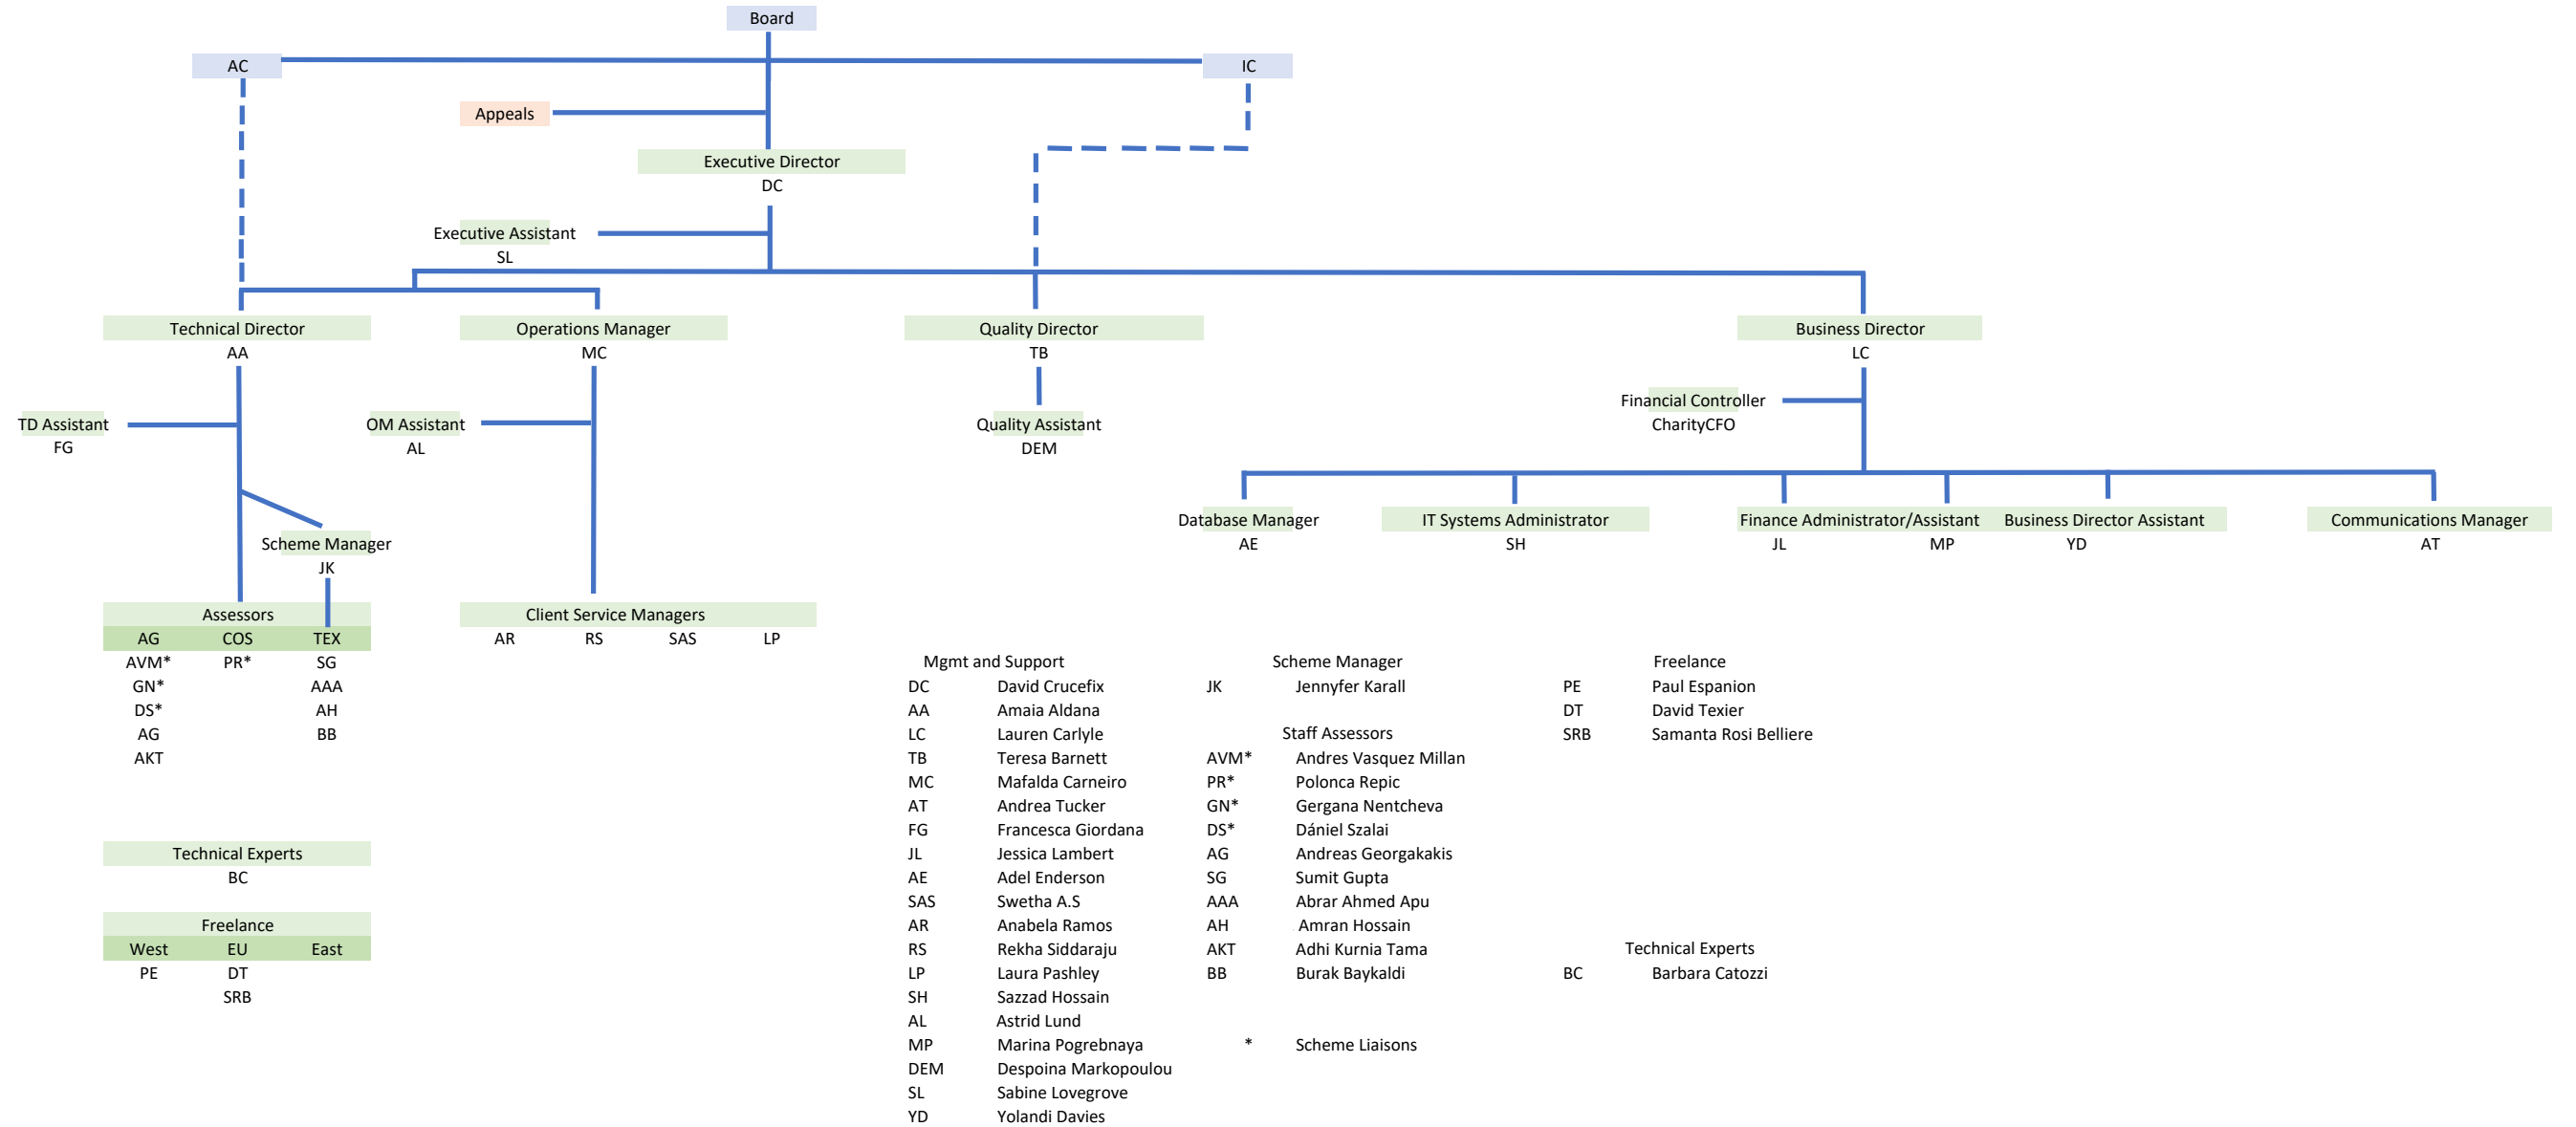 Board
AC
IC
Appeals
Executive Director
DC
Executive Assistant
SL
Technical Director Operations Manager Quality Director Business Director
AA MC TB LC
Financial Controller
CharityCFO
TD Assistant OM Assistant Quality Assistant
FG AL DEM
Database Manager IT Systems Administrator Finance Administrator/Assistant Business Director Assistant Communications Manager
AE SH JL MP YD AT
Scheme Manager
JK
Assessors
AG COS TEX
AVM* PR* SG
GN* AAA
DS* AH
AG BB
AKT
Client Service Managers
AR RS SAS LP
Technical Experts
BC
Freelance
West EU East
PE DT
SRB
Mgmt and Support
DC David Crucefix
AA Amaia Aldana
LC Lauren Carlyle
TB Teresa Barnett
MC Mafalda Carneiro
AT Andrea Tucker
FG Francesca Giordana
JL Jessica Lambert
AE Adel Enderson
SAS Swetha A.S
AR Anabela Ramos
RS Rekha Siddaraju
LP Laura Pashley
SH Sazzad Hossain
AL Astrid Lund
MP Marina Pogrebnaya
DEM Despoina Markopoulou
SL Sabine Lovegrove
YD Yolandi Davies
Scheme Manager
JK Jennyfer Karall
Staff Assessors
AVM* Andres Vasquez Millan
PR* Polonca Repic
GN* Gergana Nentcheva
DS* Dániel Szalai
AG Andreas Georgakakis
SG Sumit Gupta
AAA Abrar Ahmed Apu
AH Amran Hossain
AKT Adhi Kurnia Tama
BB Burak Baykaldi
* Scheme Liaisons
Freelance
PE Paul Espanion
DT David Texier
SRB Samanta Rosi Belliere
Technical Experts
BC Barbara Catozzi